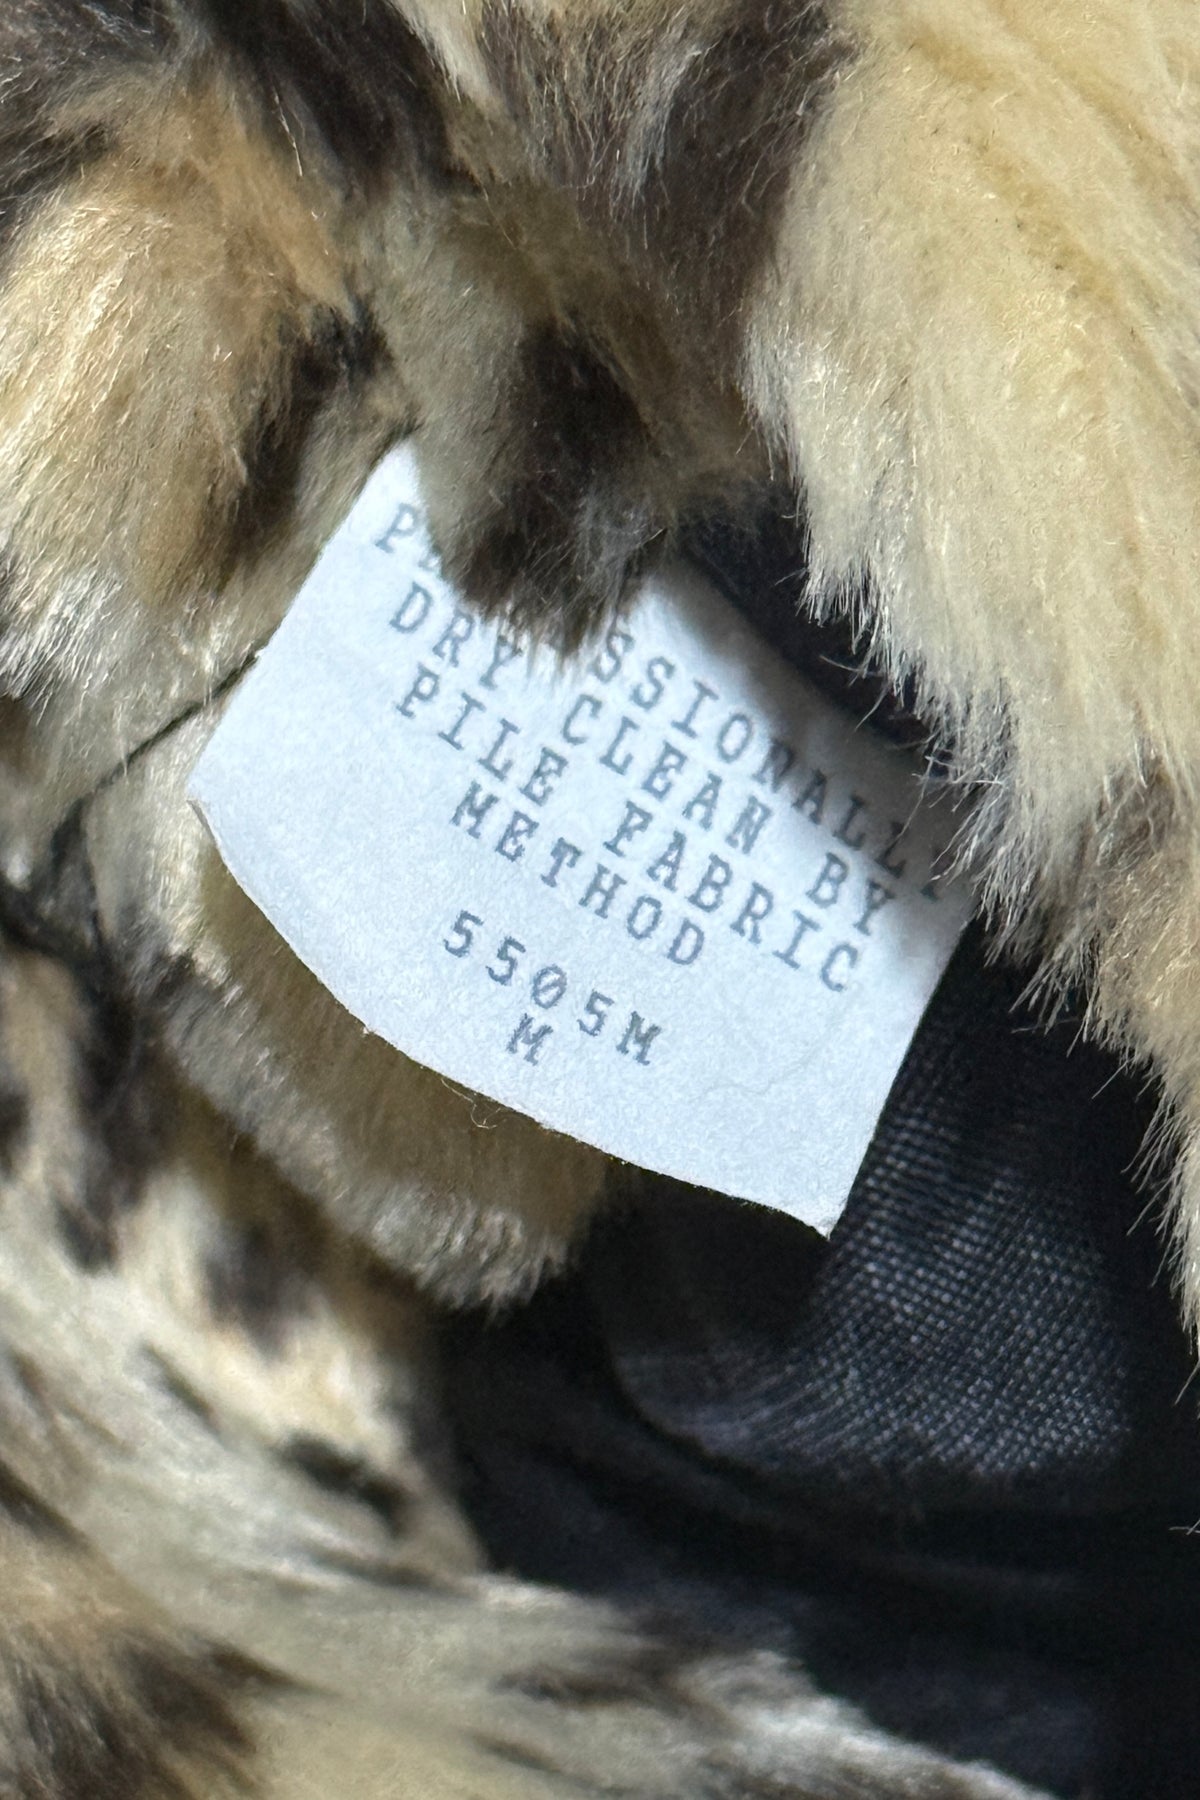 DRY CLEAN BY
PILE FABRIC
METHOD
5505M
M